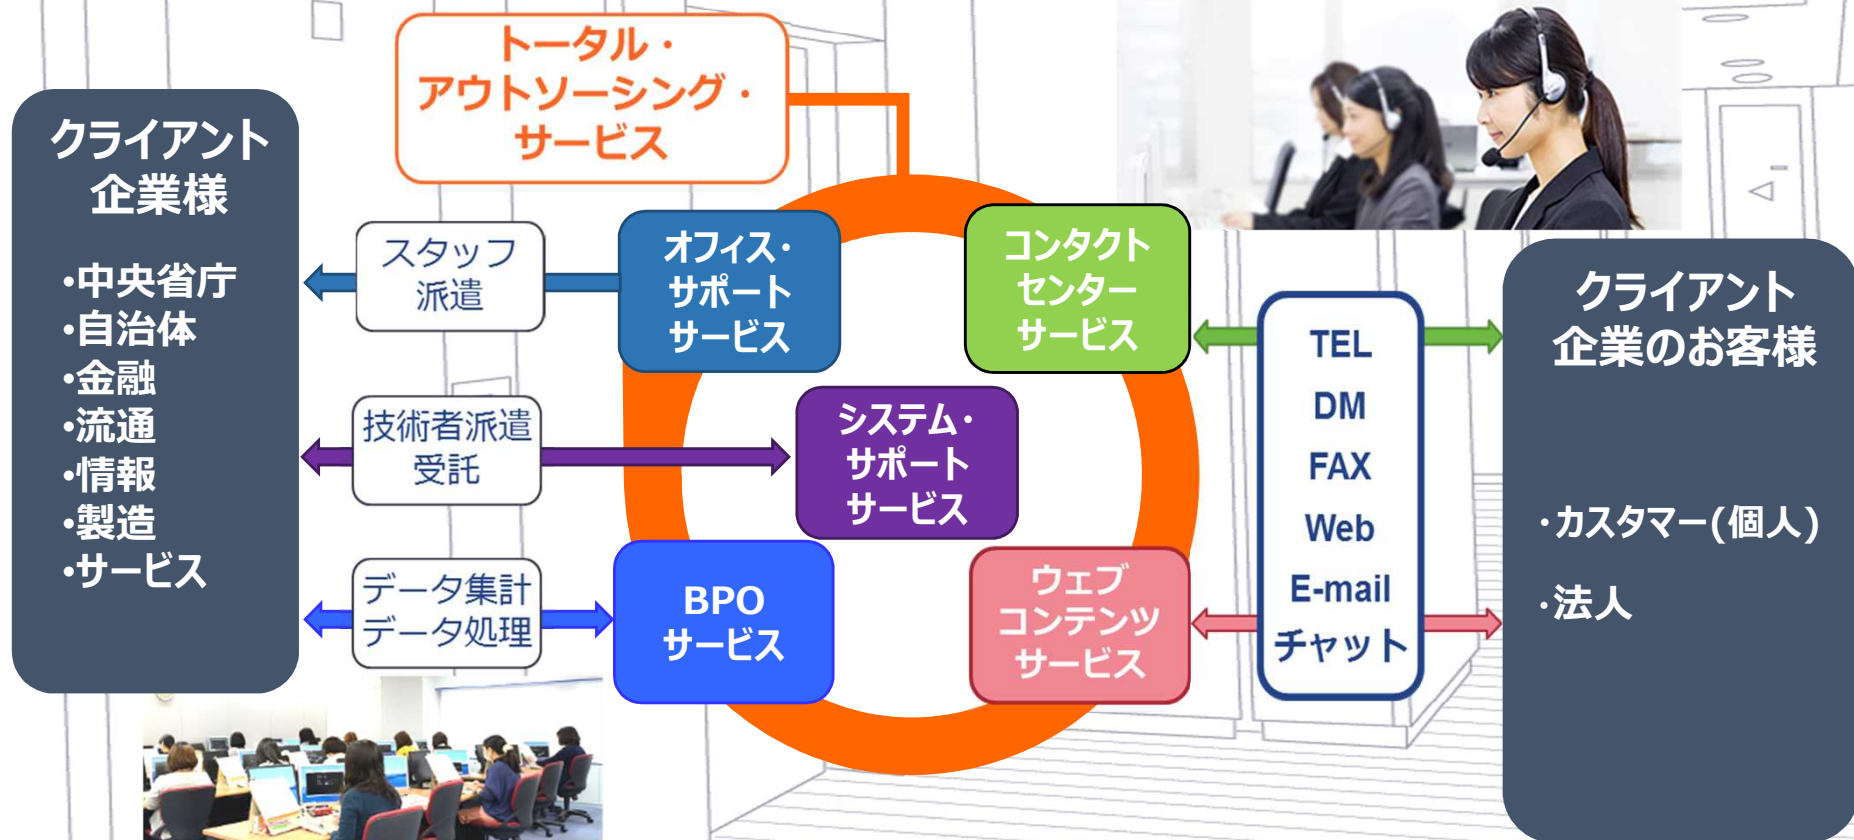 トータル・
アウトソーシング・
サービス
クライアント
企業様
・中央省庁
・自治体
・金融
・流通
・情報
・製造
・サービス
スタッフ
派遣
技術者派遣
受託
データ集計
データ処理
オフィス・
サポート
サービス
コンタクト
センター
サービス
システム・
サポート
サービス
BPO
サービス
ウェブ
コンテンツ
サービス
TEL
DM
FAX
Web
E-mail
チャット
クライアント
企業のお客様
・カスタマー(個人)
・法人